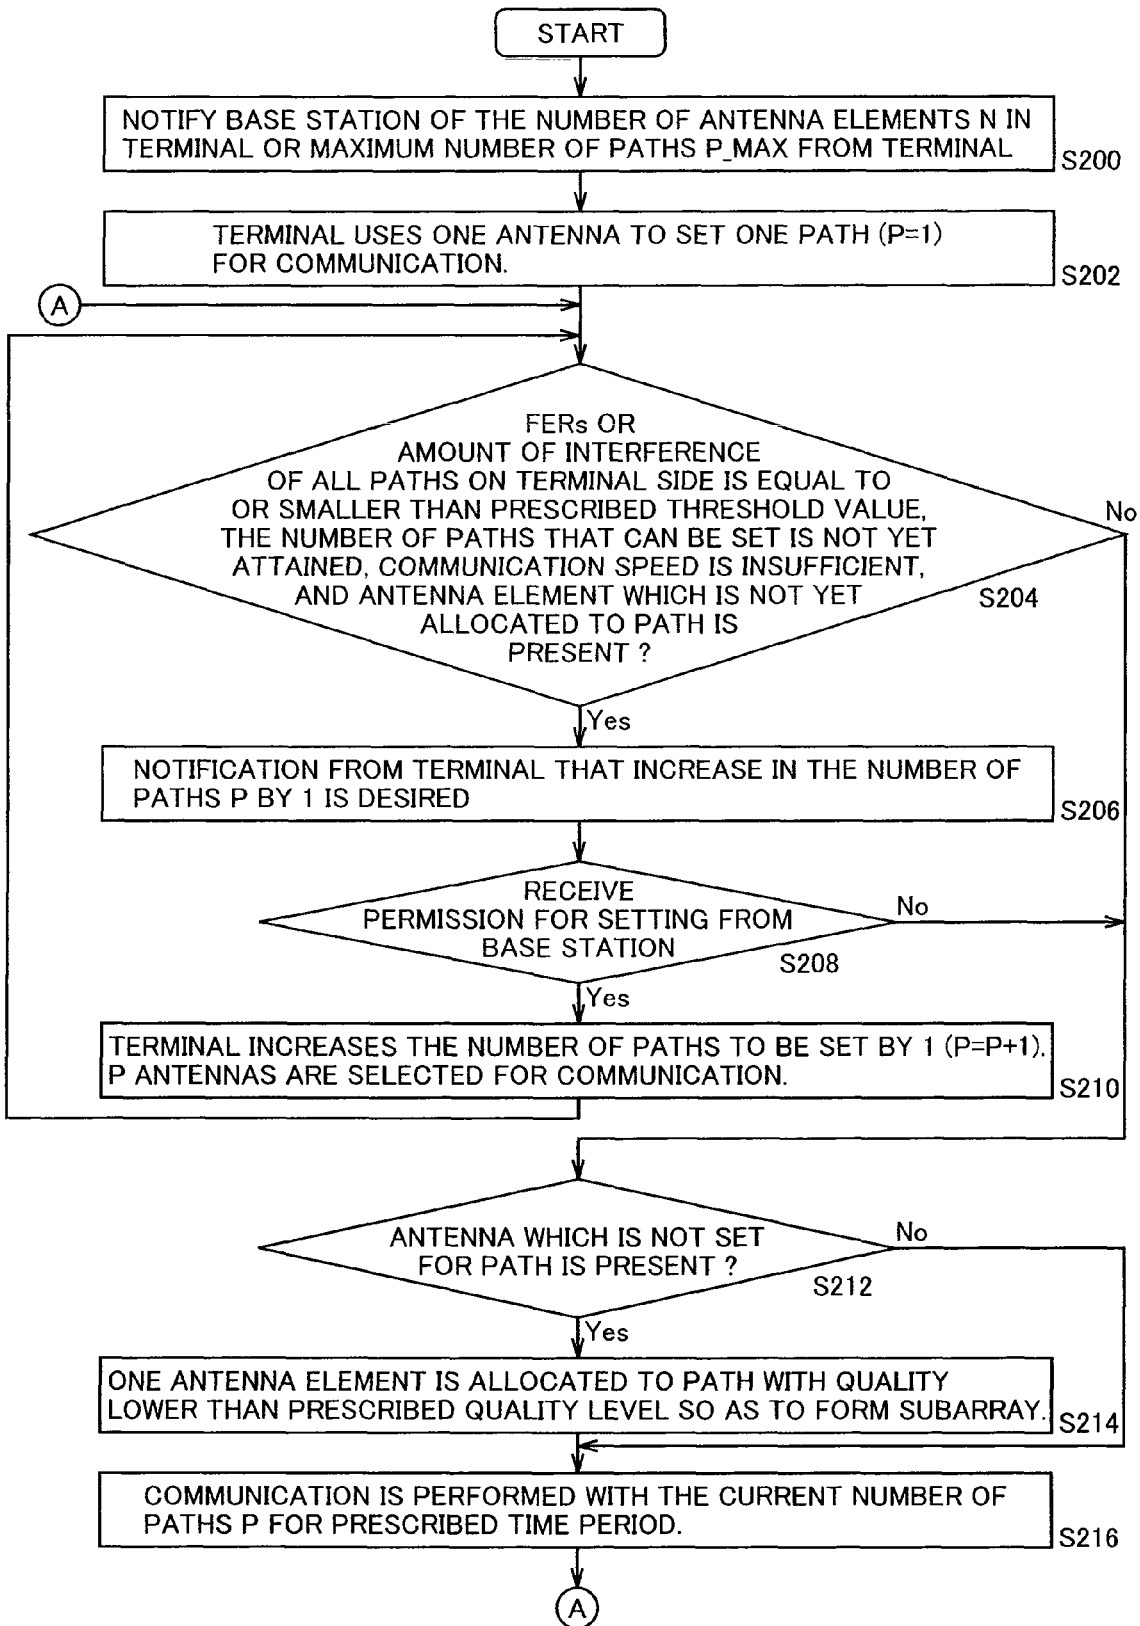 START
NOTIFY BASE STATION OF THE NUMBER OF ANTENNA ELEMENTS N IN
TERMINAL OR MAXIMUM NUMBER OF PATHS P_MAX FROM TERMINAL
S200
TERMINAL USES ONE ANTENNA TO SET ONE PATH (P=1)
FOR COMMUNICATION.
S202
A
FERs OR
AMOUNT OF INTERFERENCE
OF ALL PATHS ON TERMINAL SIDE IS EQUAL TO
OR SMALLER THAN PRESCRIBED THRESHOLD VALUE,
THE NUMBER OF PATHS THAT CAN BE SET IS NOT YET
ATTAINED, COMMUNICATION SPEED IS INSUFFICIENT,
AND ANTENNA ELEMENT WHICH IS NOT YET
ALLOCATED TO PATH IS
PRESENT ?
No
S204
Yes
NOTIFICATION FROM TERMINAL THAT INCREASE IN THE NUMBER OF
PATHS P BY 1 IS DESIRED
S206
RECEIVE
PERMISSION FOR SETTING FROM
BASE STATION
No
S208
Yes
TERMINAL INCREASES THE NUMBER OF PATHS TO BE SET BY 1 (P=P+1).
P ANTENNAS ARE SELECTED FOR COMMUNICATION.
S210
ANTENNA WHICH IS NOT SET
FOR PATH IS PRESENT ?
No
S212
Yes
ONE ANTENNA ELEMENT IS ALLOCATED TO PATH WITH QUALITY
LOWER THAN PRESCRIBED QUALITY LEVEL SO AS TO FORM SUBARRAY.
S214
COMMUNICATION IS PERFORMED WITH THE CURRENT NUMBER OF
PATHS P FOR PRESCRIBED TIME PERIOD.
S216
A